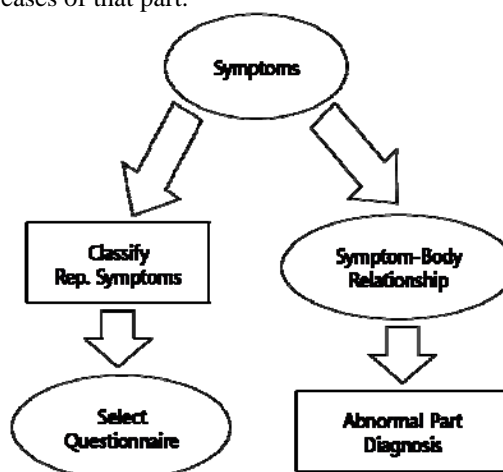 eases of that part.
Symptoms
Classify
Rep. Symptoms
Symptom-Body
Relationship
Select
Questionnaire
Abnormal Part
Diagnosis